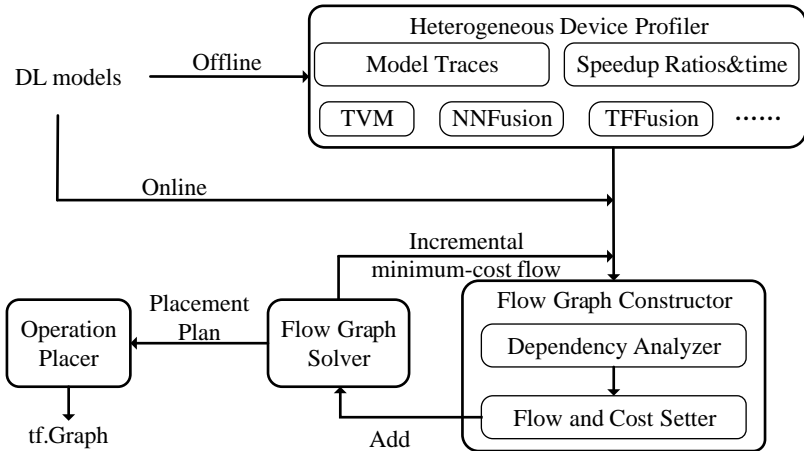 Heterogeneous Device Profiler
DL models
Offline
Model Traces
Speedup Ratios&time
TVM
NNFusion
TFFusion
······
Online
Incremental
minimum-cost flow
Flow Graph Constructor
Dependency Analyzer
Flow and Cost Setter
Add
Flow Graph
Solver
Placement
Plan
Operation
Placer
tf.Graph